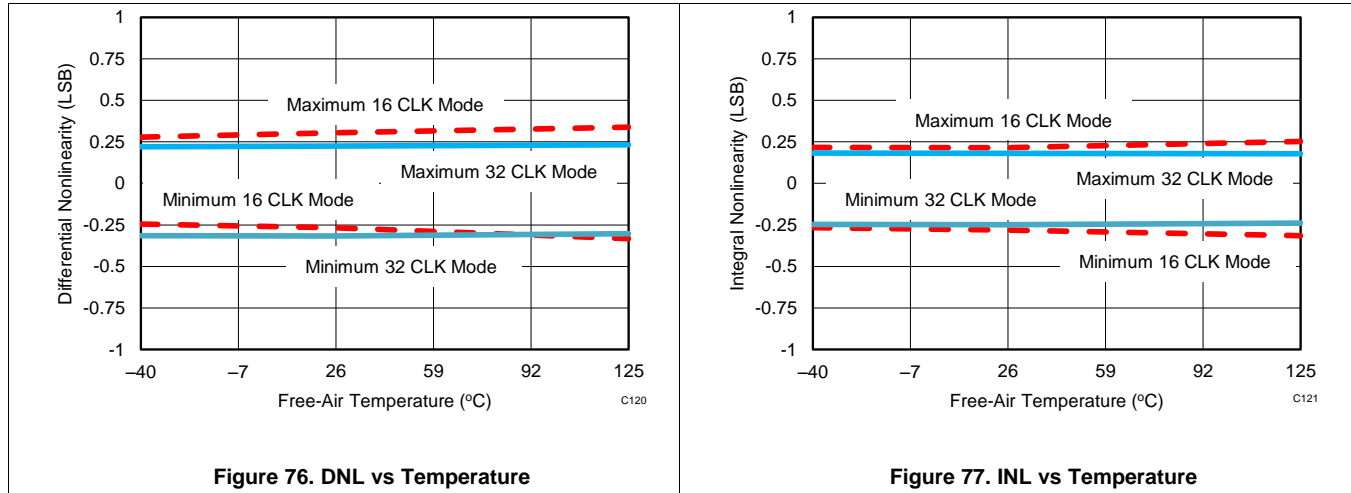 1
0.75
0.5
0.25
0
-0.25
-0.5
-0.75
-1
Differential Nonlinearity (LSB)
Maximum 16 CLK Mode
Maximum 32 CLK Mode
Minimum 16 CLK Mode
Minimum 32 CLK Mode
–40 –7 26 59 92 125
Free-Air Temperature (°C)
C120
Figure 76. DNL vs Temperature
1
0.75
0.5
0.25
0
-0.25
-0.5
-0.75
-1
Integral Nonlinearity (LSB)
Maximum 16 CLK Mode
Maximum 32 CLK Mode
Minimum 32 CLK Mode
Minimum 16 CLK Mode
–40 –7 26 59 92 125
Free-Air Temperature (°C)
C121
Figure 77. INL vs Temperature